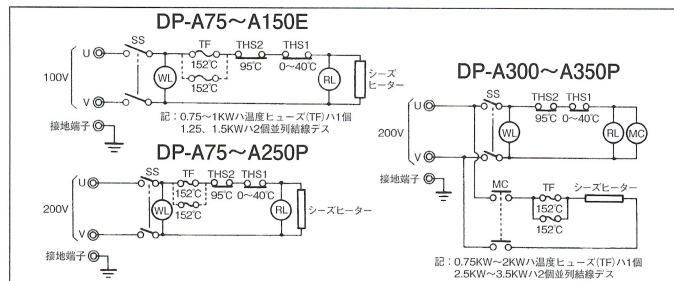 DP-A75～A150E
100V
U
V
接地端子
SS
WL
TF
152℃
152℃
THS2
95℃
THS1
0～40℃
RL
シーズ
ヒーター
記：0.75～1KWハ温度ヒューズ(TF)ハ1個
1.25、1.5KWハ2個並列結線デス
DP-A75～A250P
200V
U
V
接地端子
SS
WL
TF
152℃
152℃
THS2
95℃
THS1
0～40℃
RL
シーズヒーター
DP-A300～A350P
200V
U
V
接地端子
SS
WL
THS2
95℃
THS1
0～40℃
RL
MC
MC
TF
152℃
152℃
シーズヒーター
記：0.75KW～2KWハ温度ヒューズ(TF)ハ1個
2.5KW～3.5KWハ2個並列結線デス